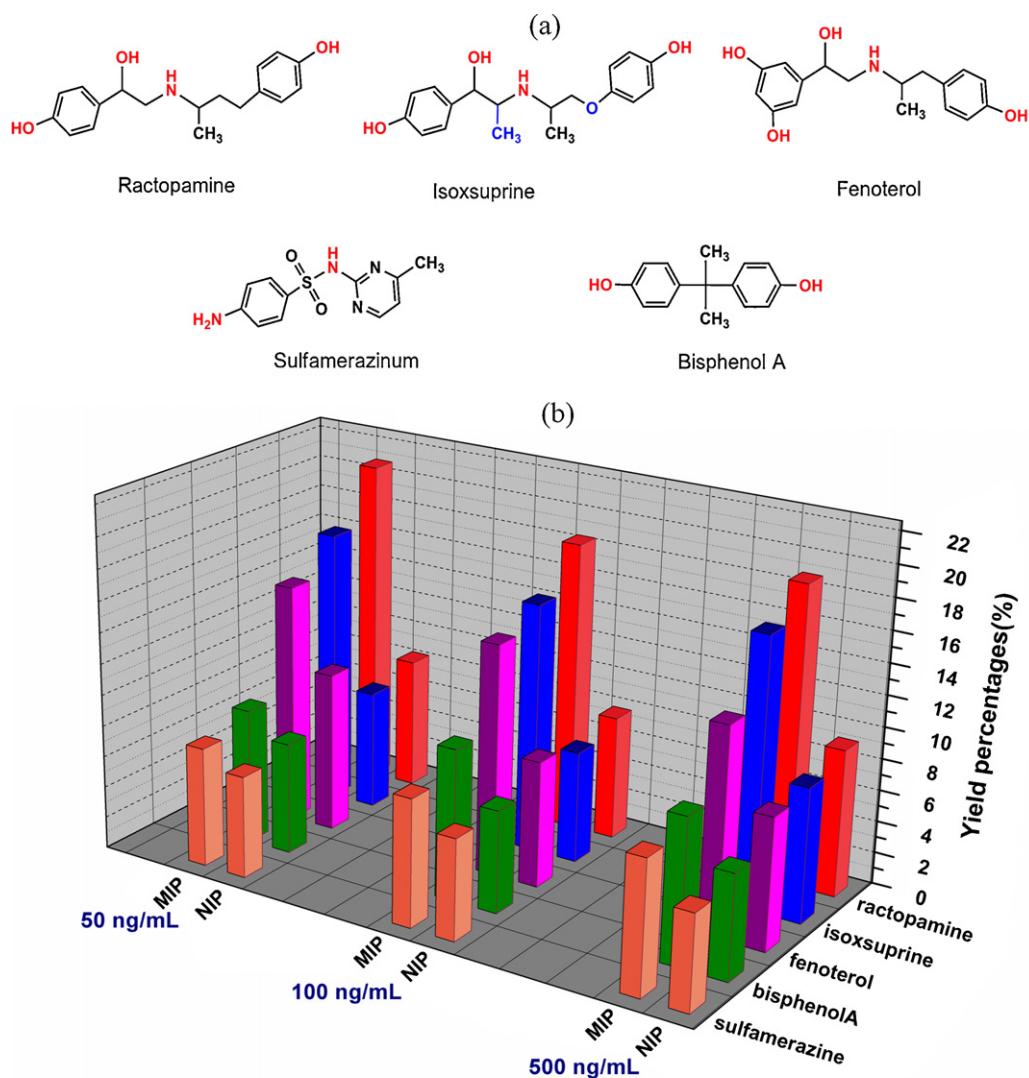 (a)
OH
H
N
OH
HO
CH3
Ractopamine
OH
H
N
OH
HO
CH3
CH3
O
Isoxsuprine
HO
OH
H
N
OH
CH3
OH
Fenoterol
H2N
O
S
O
H
N
N
N
CH3
Sulfamerazinum
HO
CH3
CH3
OH
Bisphenol A
(b)
22
20
18
16
14
12
10
8
6
4
2
0
Yield percentages(%)
ractopamine
isoxsuprine
fenoterol
bisphenolA
sulfamerazine
MIP
NIP
50 ng/mL
MIP
NIP
100 ng/mL
MIP
NIP
500 ng/mL